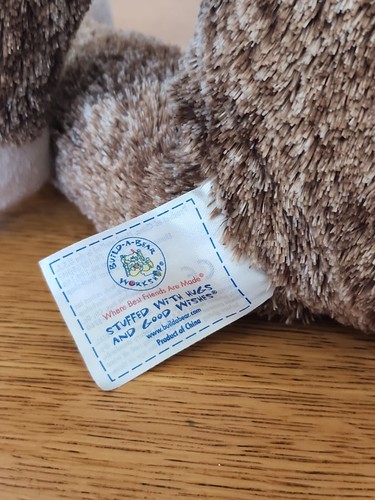 BUILD-A-BEAR
WORKSHOP®
Where Best Friends Are Made®
STUFFED WITH HUGS
AND GOOD WISHES®
www.buildabear.com
Product of China